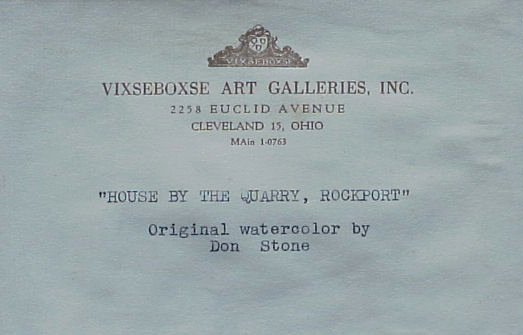 VIXSEBOXSE
VIXSEBOXSE ART GALLERIES, INC.
2258 EUCLID AVENUE
CLEVELAND 15, OHIO
MAin 1-0763
"HOUSE BY THE QUARRY, ROCKPORT"
Original watercolor by
Don Stone